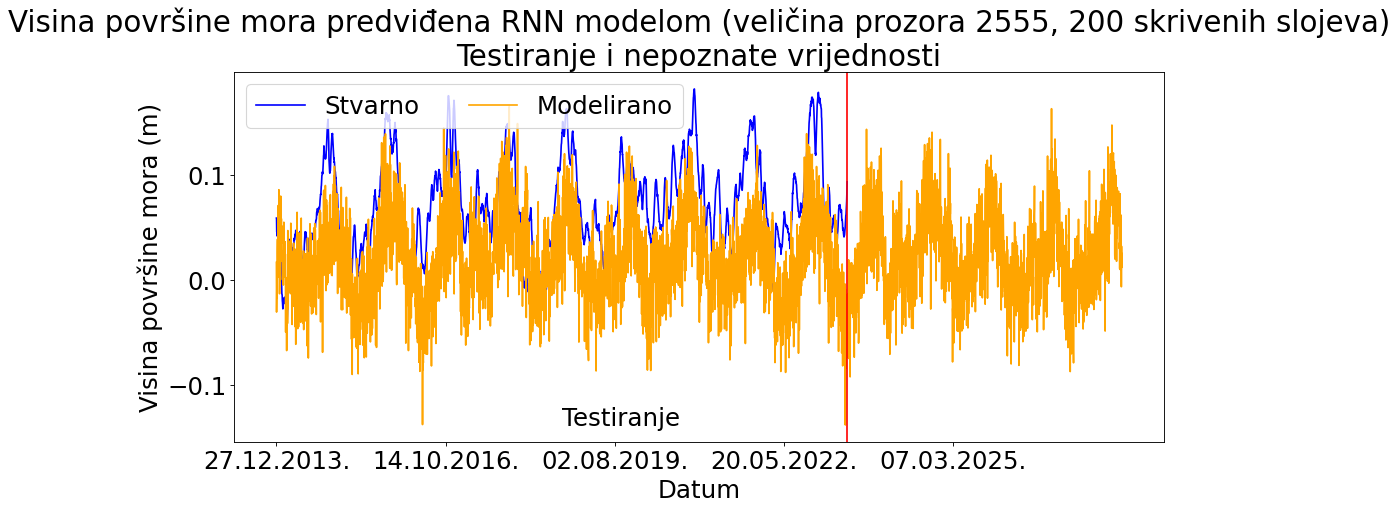 Visina površine mora predviđena RNN modelom (veličina prozora 2555, 200 skrivenih slojeva)
Testiranje i nepoznate vrijednosti
Stvarno
Modelirano
Visina površine mora (m)
0.1
0.0
−0.1
Testiranje
27.12.2013.
14.10.2016.
02.08.2019.
20.05.2022.
07.03.2025.
Datum